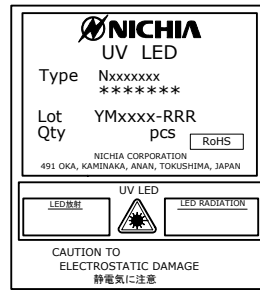 NICHIA
UV LED
Type Nxxxxxxx
*******
Lot YMxxxx-RRR
Qty pcs
RoHS
NICHIA CORPORATION
491 OKA, KAMINAKA, ANAN, TOKUSHIMA, JAPAN
UV LED
LED放射
LED RADIATION
CAUTION TO
ELECTROSTATIC DAMAGE
静電気に注意